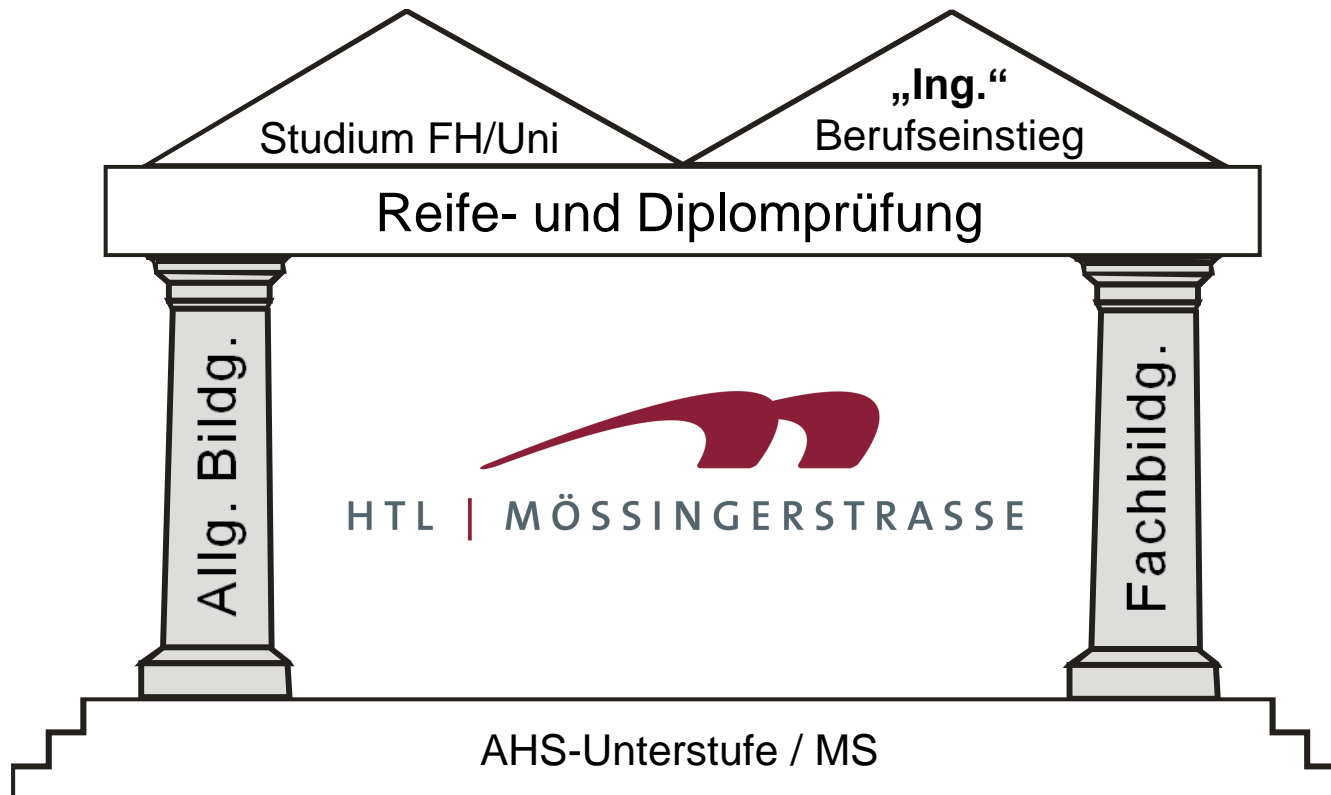 „Ing.“
Studium FH/Uni
Berufseinstieg
Reife- und Diplomprüfung
Allg. Bildg.
Fachbildg.
HTL | MÖSSINGERSTRASSE
AHS-Unterstufe / MS